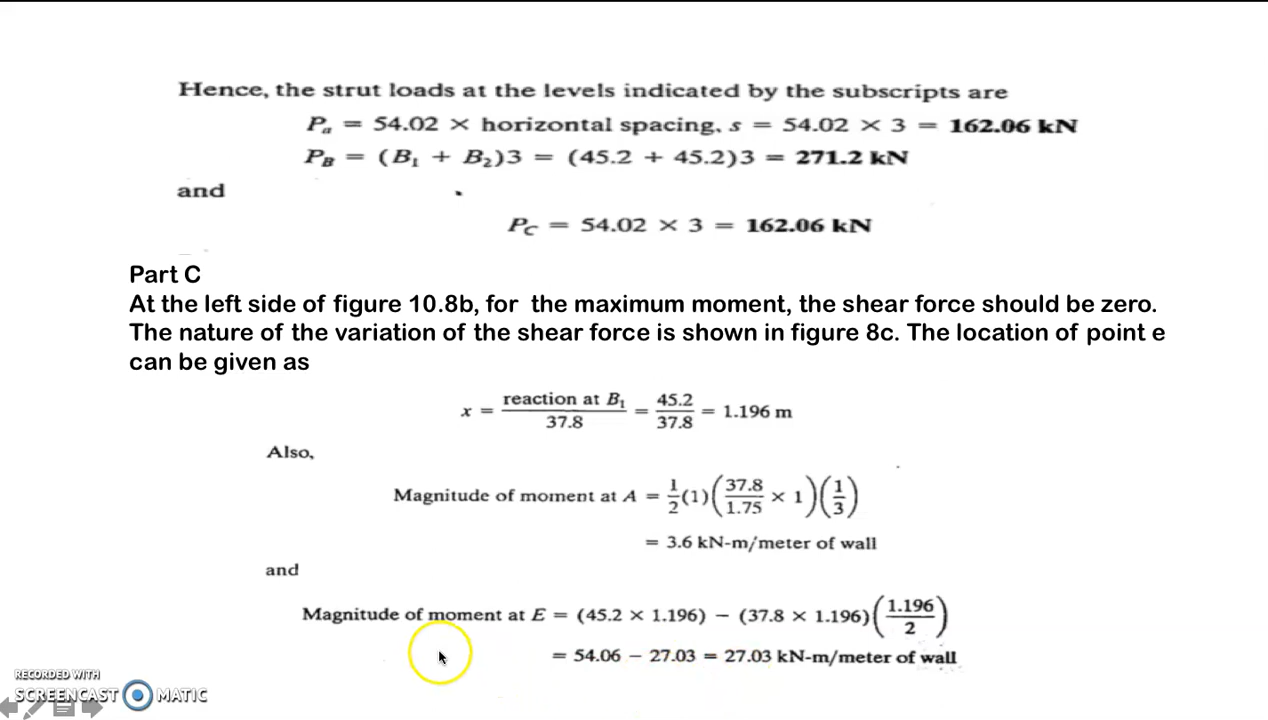 Hence, the strut loads at the levels indicated by the subscripts are
Pₐ = 54.02 × horizontal spacing, s = 54.02 × 3 = 162.06 kN
P_B = (B₁ + B₂)3 = (45.2 + 45.2)3 = 271.2 kN
and
P_C = 54.02 × 3 = 162.06 kN
Part C
At the left side of figure 10.8b, for the maximum moment, the shear force should be zero.
The nature of the variation of the shear force is shown in figure 8c. The location of point e
can be given as
x = reaction at B₁ / 37.8 = 45.2 / 37.8 = 1.196 m
Also,
Magnitude of moment at A = 1/2 (1)(37.8/1.75 × 1)(1/3)
= 3.6 kN-m/meter of wall
and
Magnitude of moment at E = (45.2 × 1.196) − (37.8 × 1.196)(1.196/2)
= 54.06 − 27.03 = 27.03 kN-m/meter of wall
RECORDED WITH
SCREENCAST MATIC